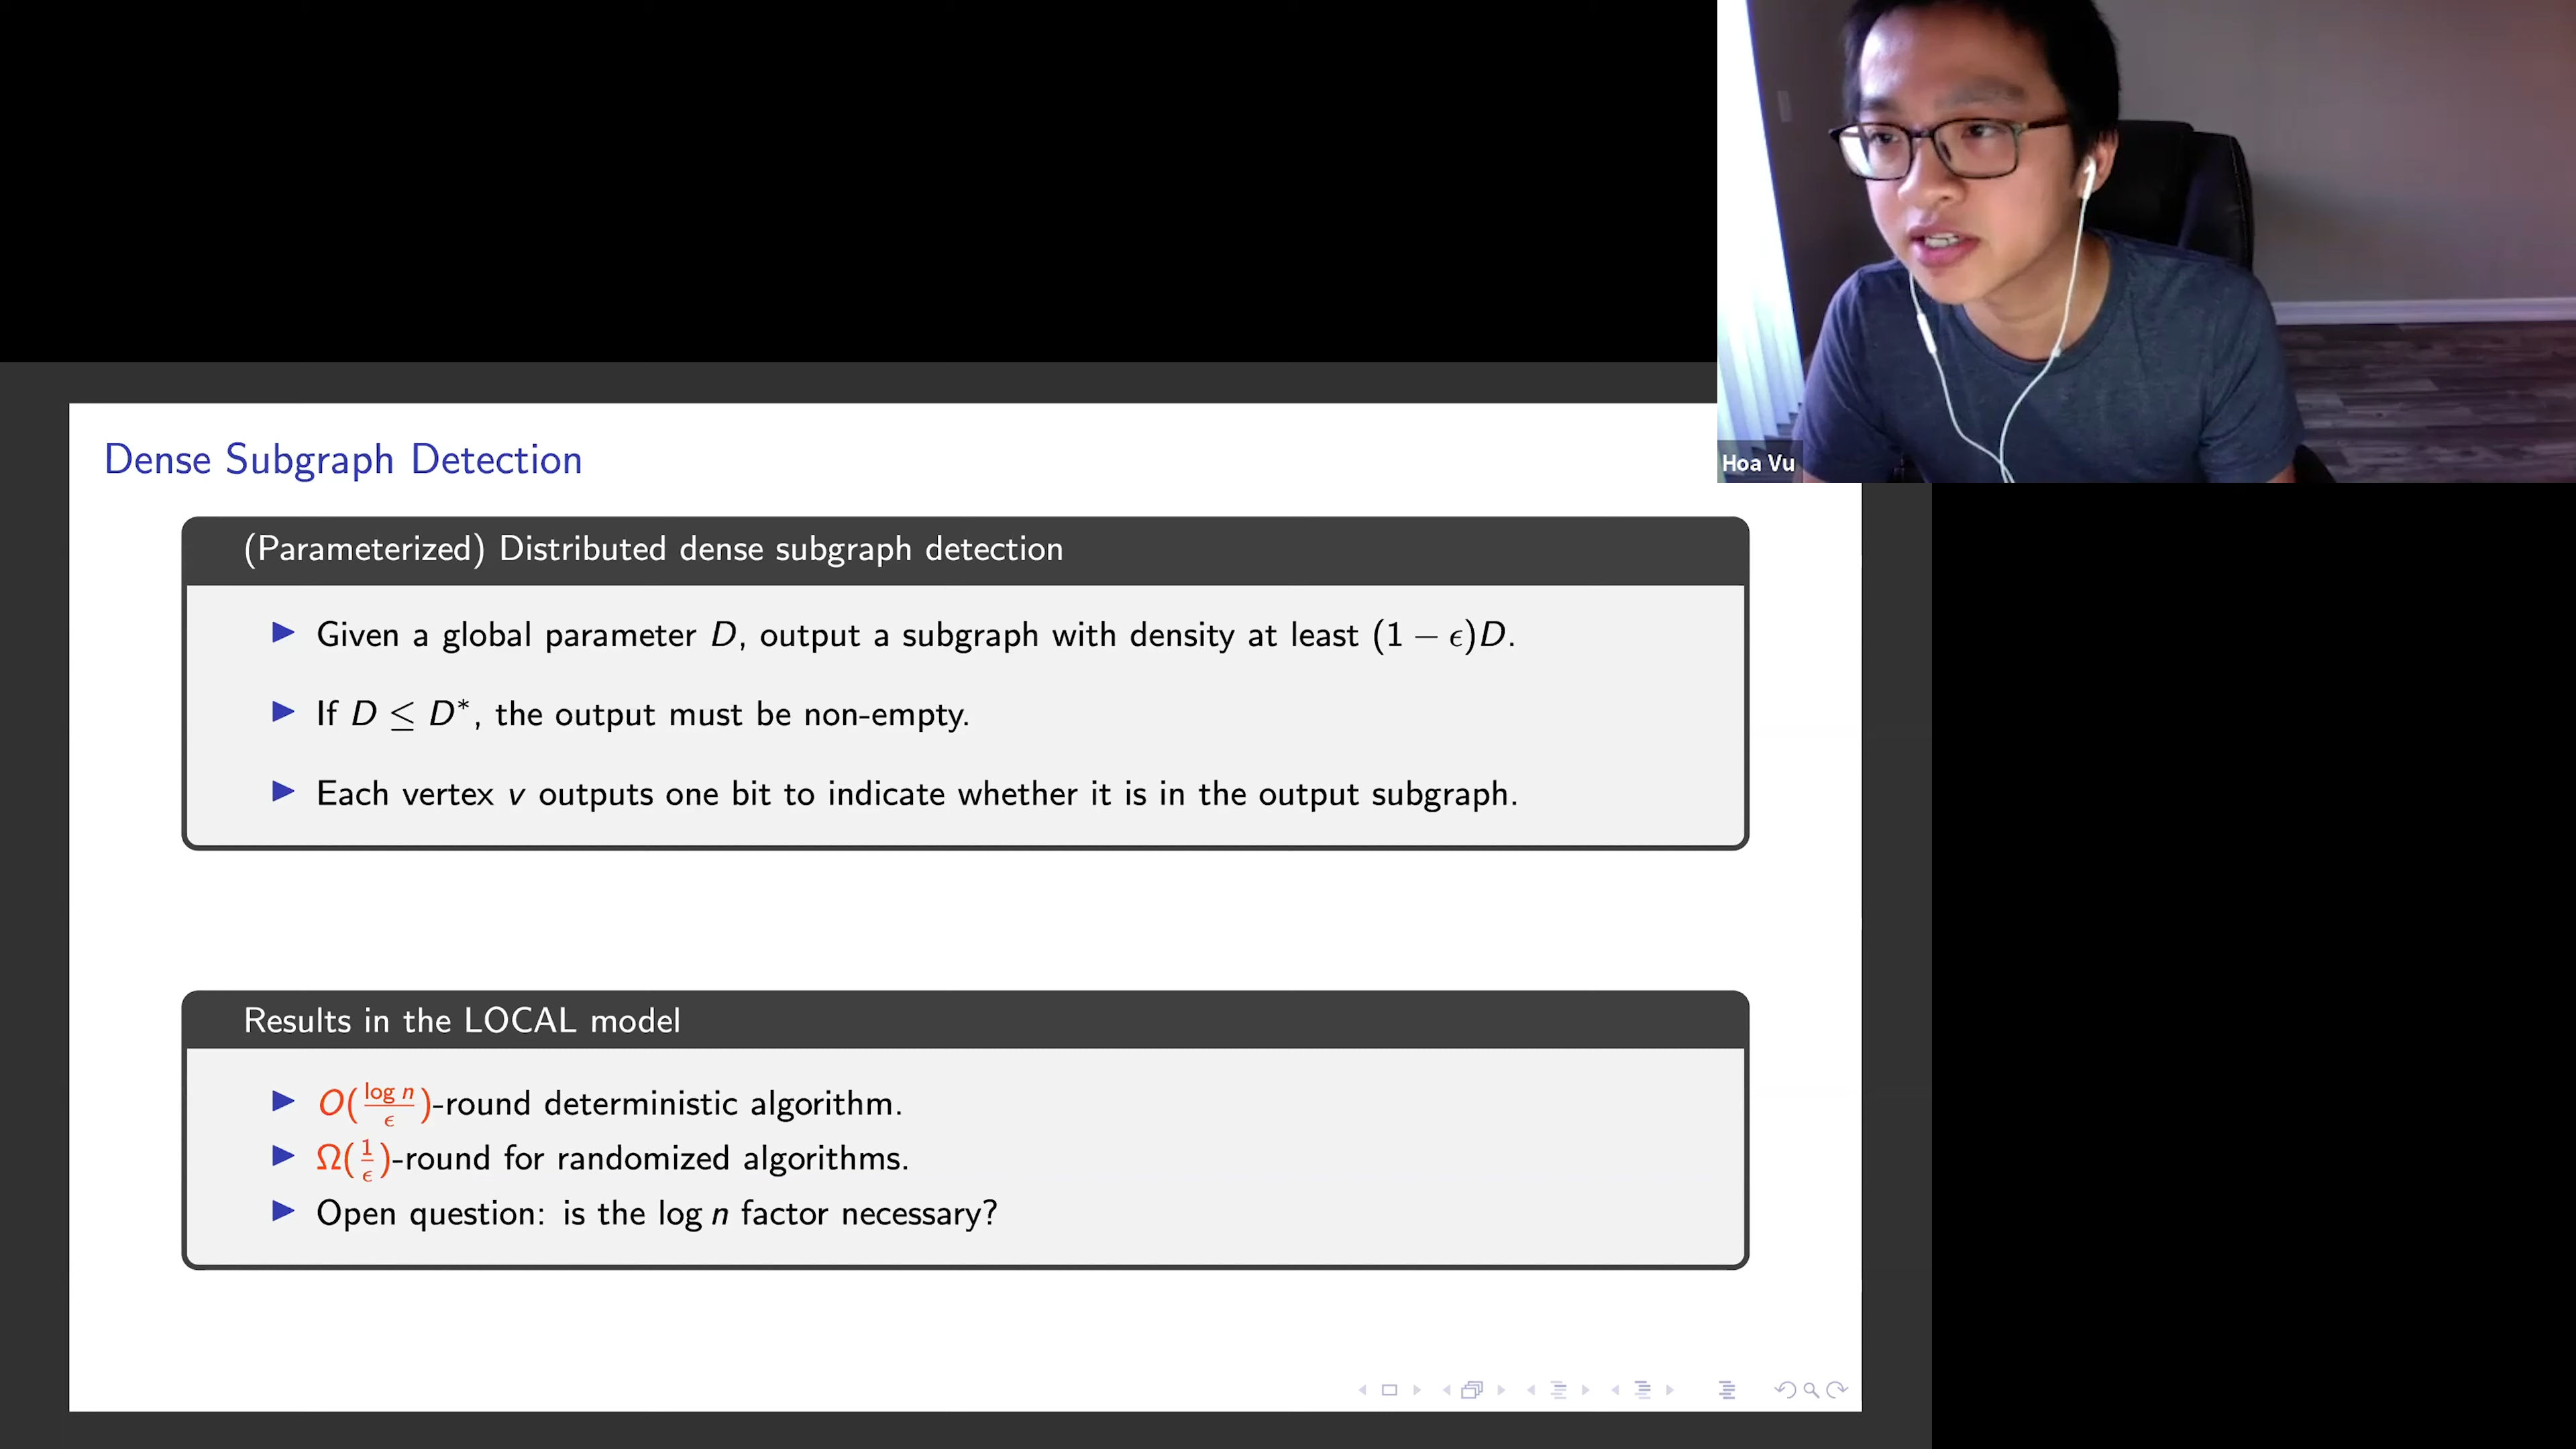 Hoa Vu
Dense Subgraph Detection
(Parameterized) Distributed dense subgraph detection
▶ Given a global parameter D, output a subgraph with density at least (1 − ϵ)D.
▶ If D ≤ D*, the output must be non-empty.
▶ Each vertex v outputs one bit to indicate whether it is in the output subgraph.
Results in the LOCAL model
▶ O(log n/ϵ)-round deterministic algorithm.
▶ Ω(1/ϵ)-round for randomized algorithms.
▶ Open question: is the log n factor necessary?